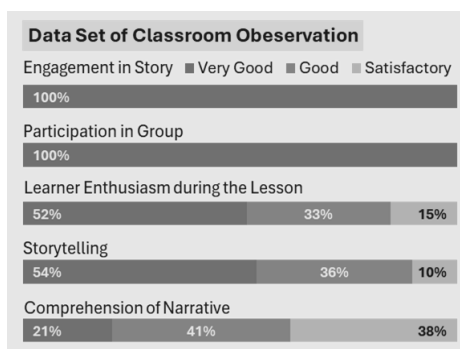 Data Set of Classroom Obeservation
Engagement in Story Very Good Good Satisfactory
100%
Participation in Group
100%
Learner Enthusiasm during the Lesson
52% 33% 15%
Storytelling
54% 36% 10%
Comprehension of Narrative
21% 41% 38%